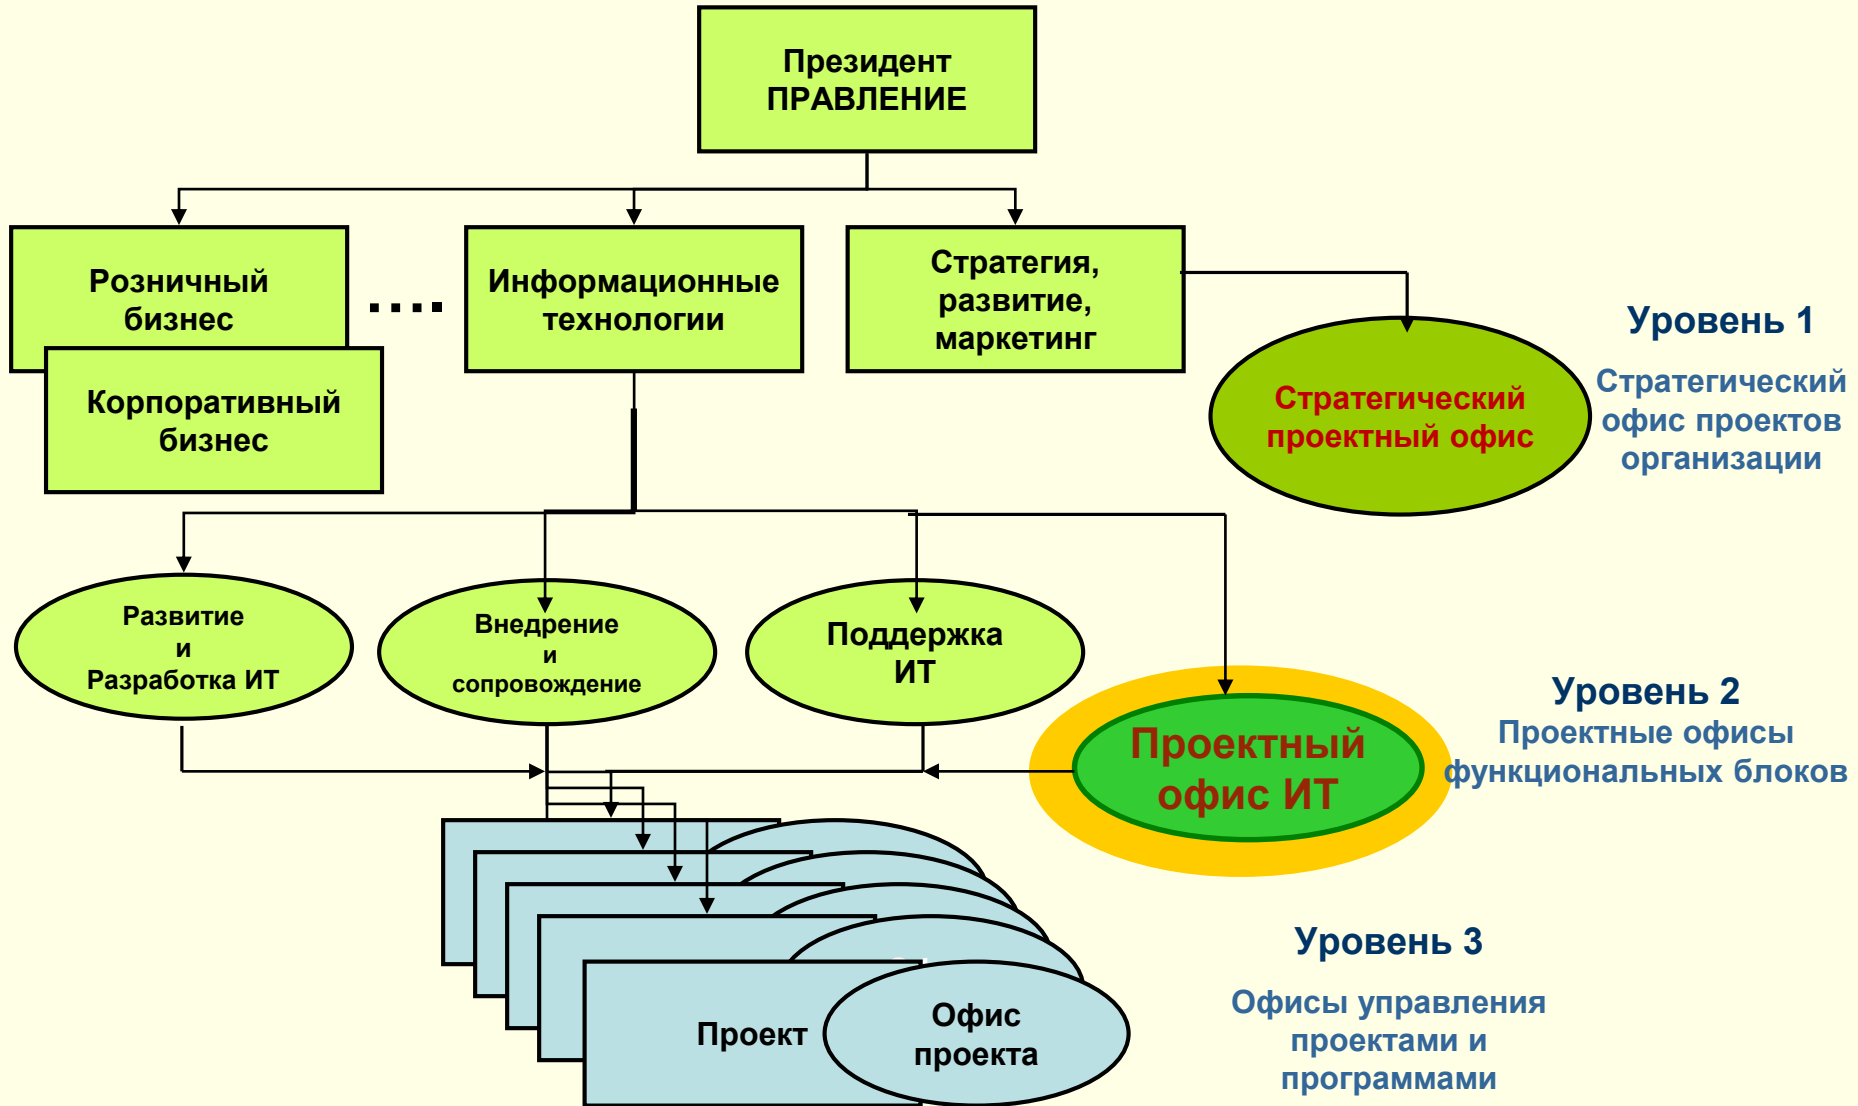 Президент
ПРАВЛЕНИЕ
Розничный
бизнес
....
Информационные
технологии
Стратегия,
развитие,
маркетинг
Корпоративный
бизнес
Стратегический
проектный офис
Уровень 1
Стратегический
офис проектов
организации
Развитие
и
Разработка ИТ
Внедрение
и
сопровождение
Поддержка
ИТ
Проектный
офис ИТ
Уровень 2
Проектные офисы
функциональных блоков
Проект
Офис
проекта
Уровень 3
Офисы управления
проектами и
программами